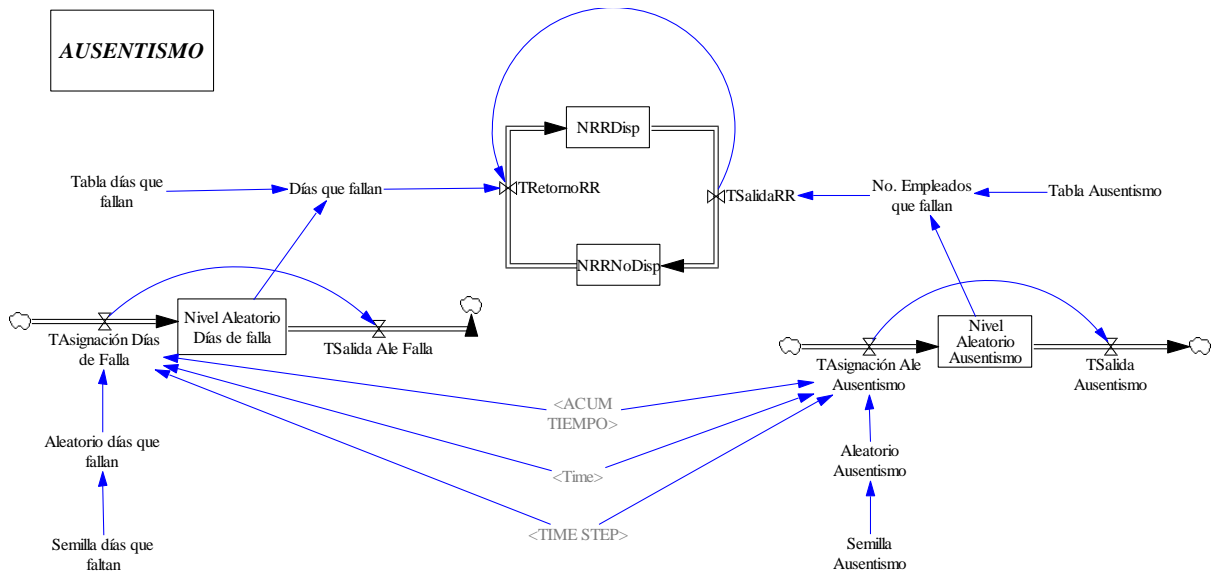 AUSENTISMO
NRRDisp
Tabla días que
fallan
Días que fallan
TRetornoRR
TSalidaRR
No. Empleados
que fallan
Tabla Ausentismo
NRRNoDisp
Nivel Aleatorio
Días de falla
TAsignación Días
de Falla
TSalida Ale Falla
Nivel
Aleatorio
Ausentismo
TAsignación Ale
Ausentismo
TSalida
Ausentismo
<ACUM
TIEMPO>
Aleatorio días que
fallan
<Time>
Aleatorio
Ausentismo
<TIME STEP>
Semilla días que
faltan
Semilla
Ausentismo